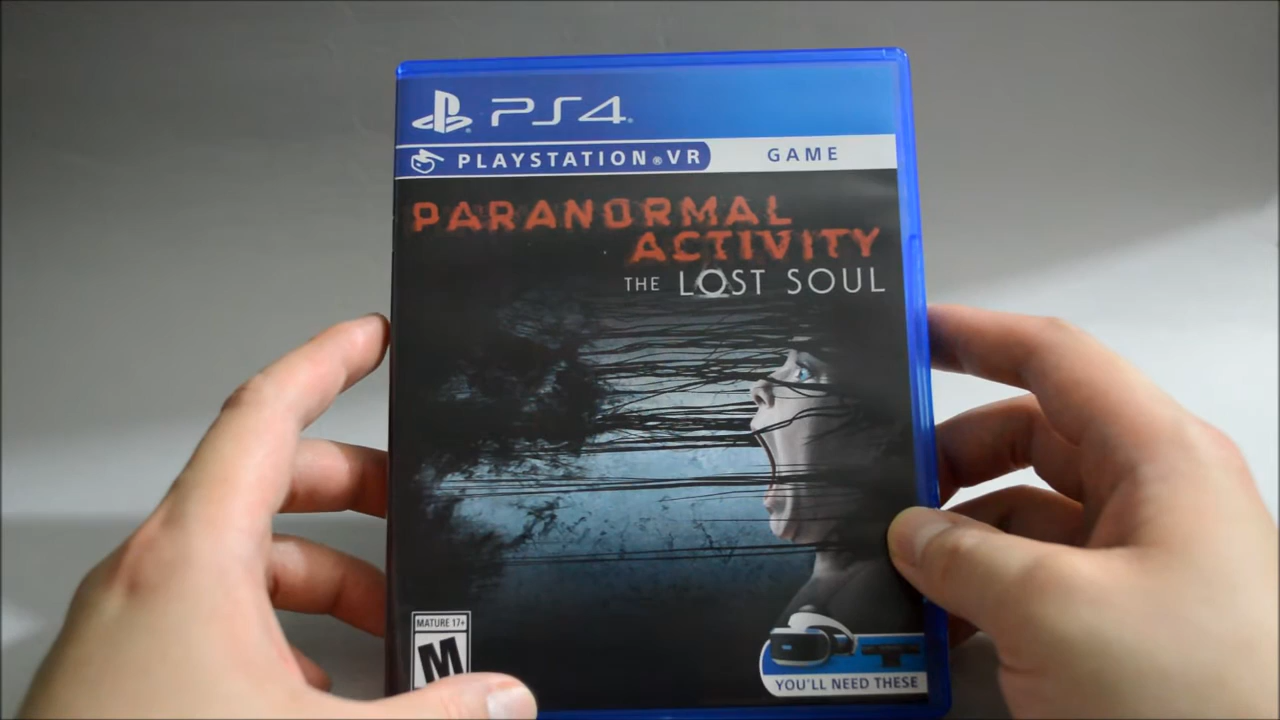 PS4
PLAYSTATION®VR GAME
PARANORMAL
ACTIVITY
THE LOST SOUL
MATURE 17+
M
YOU'LL NEED THESE